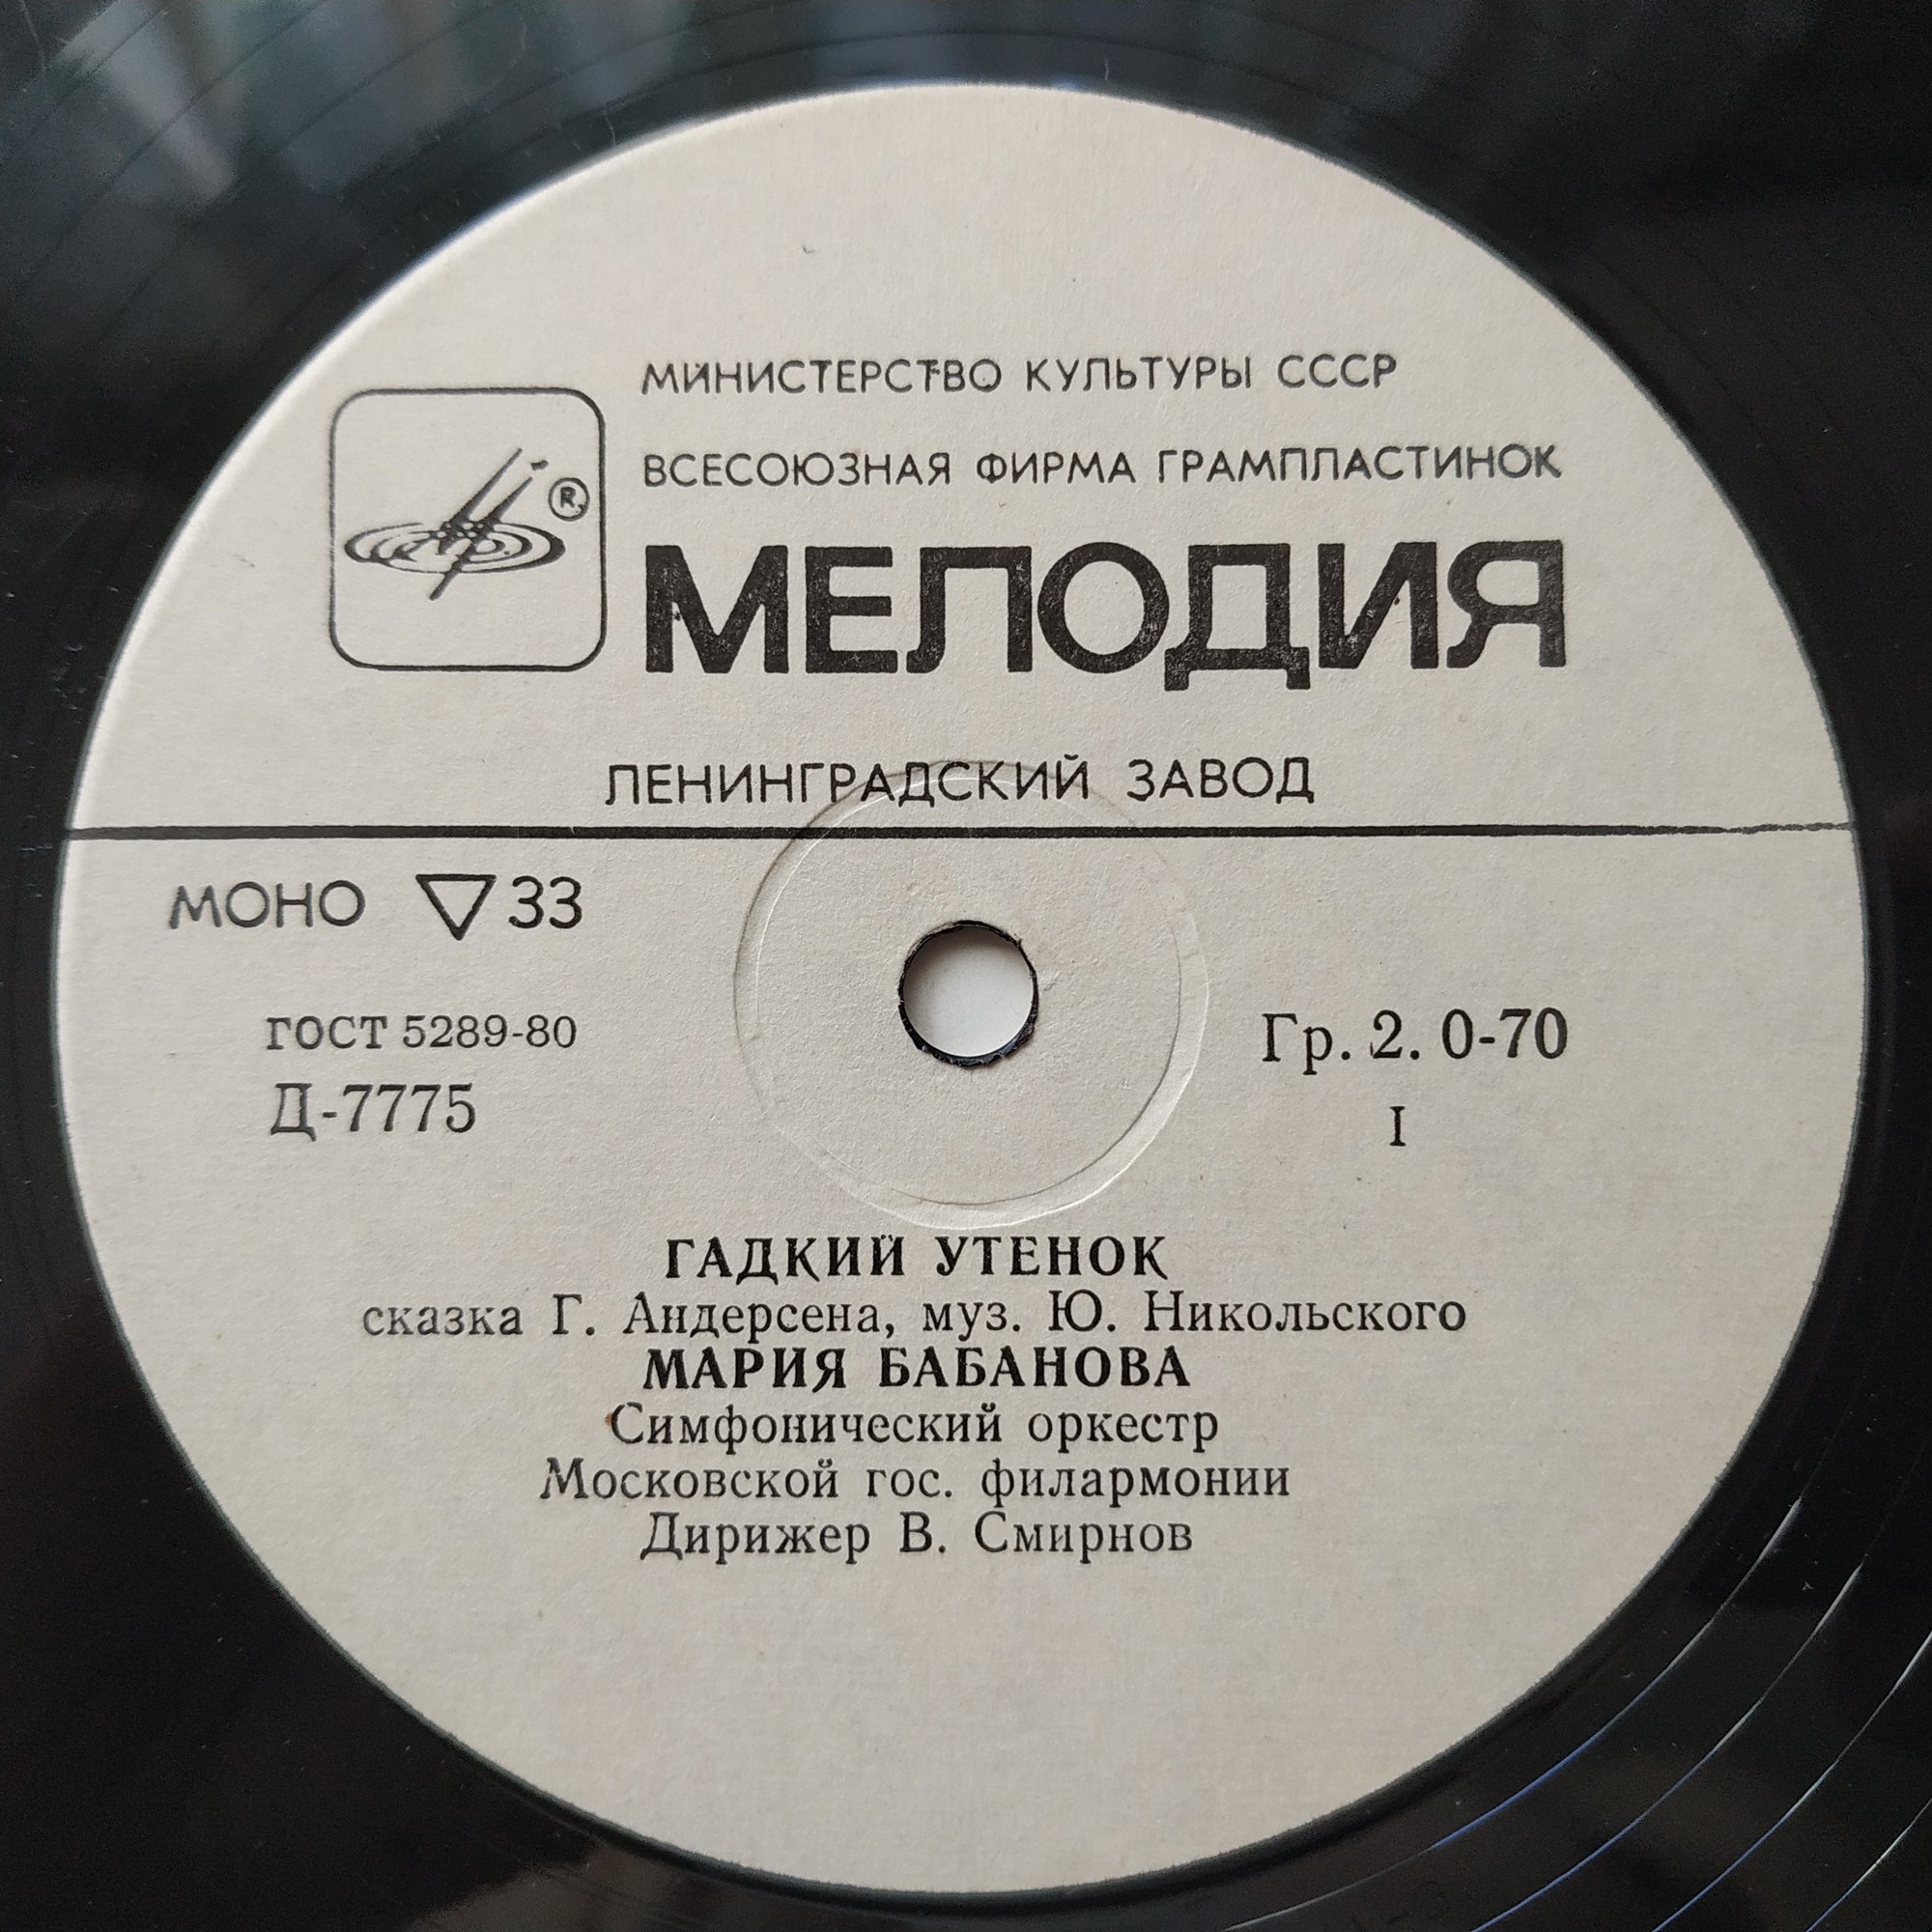 МИНИСТЕРСТВО КУЛЬТУРЫ СССР
ВСЕСОЮЗНАЯ ФИРМА ГРАМПЛАСТИНОК
®
МЕЛОДИЯ
ЛЕНИНГРАДСКИЙ ЗАВОД
МОНО ▽ 33
ГОСТ 5289-80
Гр. 2. 0-70
Д-7775
I
ГАДКИЙ УТЕНОК
сказка Г. Андерсена, муз. Ю. Никольского
МАРИЯ БАБАНОВА
Симфонический оркестр
Московской гос. филармонии
Дирижер В. Смирнов